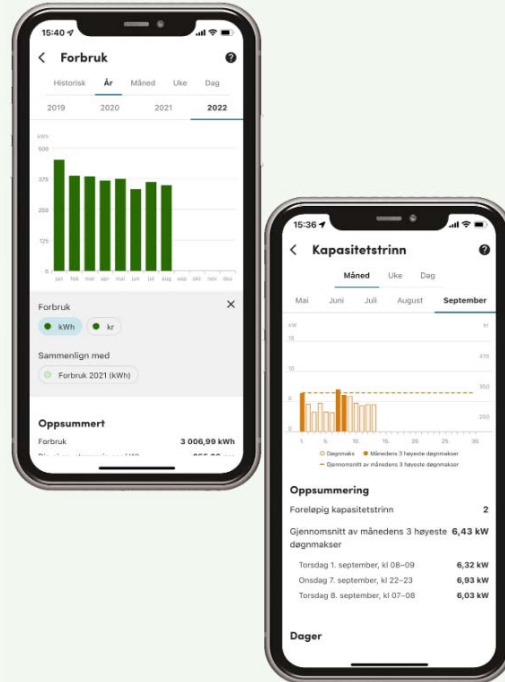 15:40
Forbruk
Historisk År Måned Uke Dag
2019 2020 2021 2022
kWh
500
375
250
125
0
jan feb mar apr mai jun jul aug sep okt nov des
Forbruk
kWh kr
Sammenlign med
Forbruk 2021 (kWh)
Oppsummert
Forbruk 3 006,99 kWh
15:36
Kapasitetstrinn
Måned Uke Dag
Mai Juni Juli August September
kW kr
15
10
5
1. 5. 10. 15. 20. 25. 30.
Døgnmaks Månedens 3 høyeste døgnmakser
Gjennomsnitt av månedens 3 høyeste døgnmakser
Oppsummering
Foreløpig kapasitetstrinn 2
Gjennomsnitt av månedens 3 høyeste 6,43 kW
døgnmakser
Torsdag 1. september, kl 08–09 6,32 kW
Onsdag 7. september, kl 22–23 6,93 kW
Torsdag 8. september, kl 07–08 6,03 kW
Dager